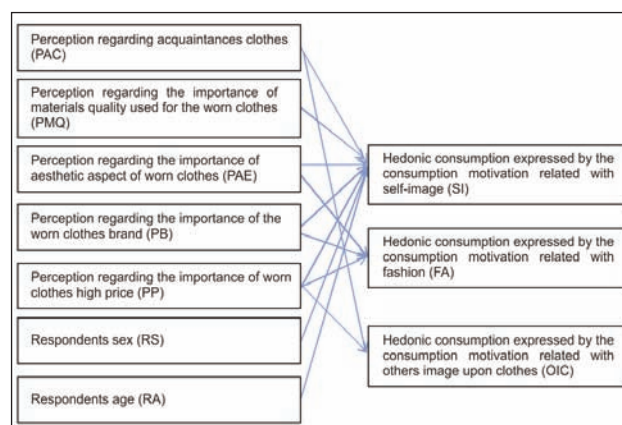 Perception regarding acquaintances clothes
(PAC)
Perception regarding the importance of
materials quality used for the worn clothes
(PMQ)
Perception regarding the importance of
aesthetic aspect of worn clothes (PAE)
Perception regarding the importance of the
worn clothes brand (PB)
Perception regarding the importance of worn
clothes high price (PP)
Respondents sex (RS)
Respondents age (RA)
Hedonic consumption expressed by the
consumption motivation related with
self-image (SI)
Hedonic consumption expressed by the
consumption motivation related with
fashion (FA)
Hedonic consumption expressed by the
consumption motivation related with
others image upon clothes (OIC)